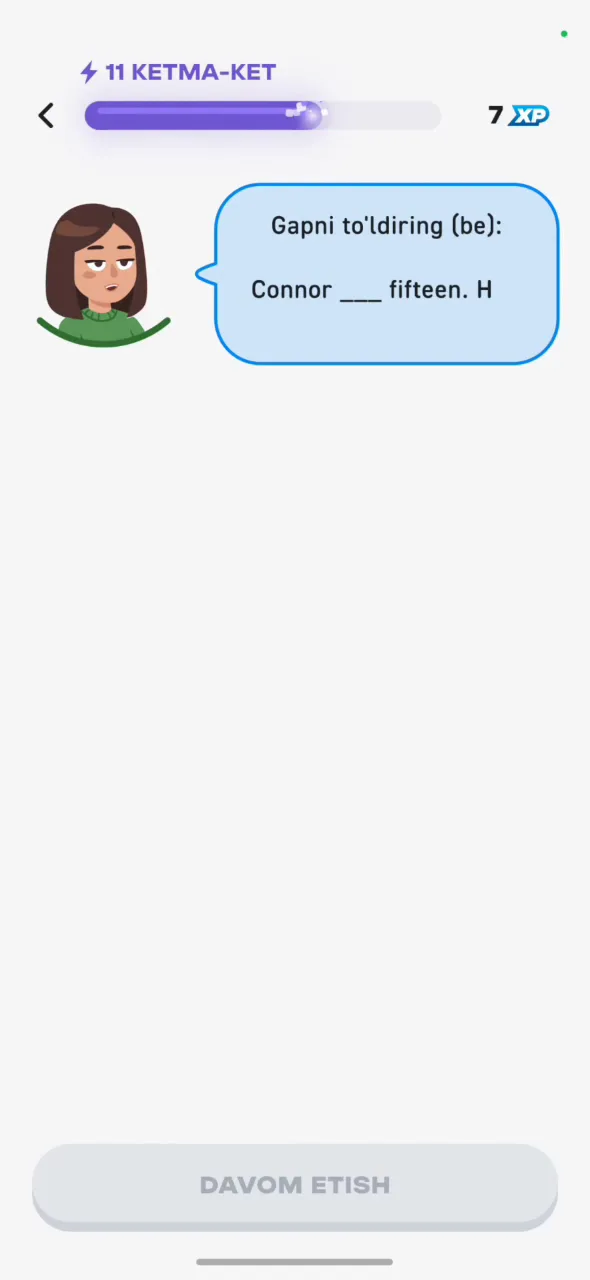 11 KETMA-KET
7 XP
Gapni to'ldiring (be):
Connor ___ fifteen. H
DAVOM ETISH